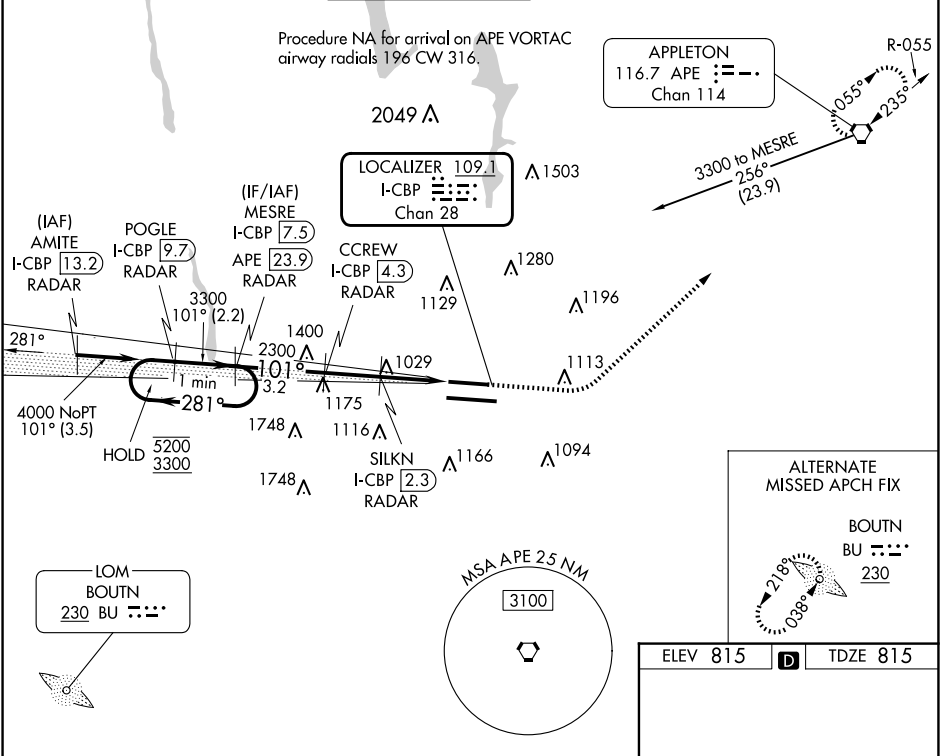 Procedure NA for arrival on APE VORTAC
airway radials 196 CW 316.
APPLETON
116.7 APE
Chan 114
R-055
055°
235°
2049
3300 to MESRE
256°
(23.9)
LOCALIZER 109.1
I-CBP
Chan 28
1503
(IAF)
AMITE
I-CBP 13.2
RADAR
POGLE
I-CBP 9.7
RADAR
(IF/IAF)
MESRE
I-CBP 7.5
APE 23.9
RADAR
CCREW
I-CBP 4.3
RADAR
1280
1129
1196
3300
101° (2.2)
281°
1400
2300
101°
3.2
1029
1113
1 min
281°
1175
4000 NoPT
101° (3.5)
HOLD 5200
3300
1748
1116
SILKN
I-CBP 2.3
RADAR
1166
1094
1748
ALTERNATE
MISSED APCH FIX
BOUTN
BU
230
218°
038°
LOM
BOUTN
230 BU
MSA APE 25 NM
3100
ELEV 815
D
TDZE 815